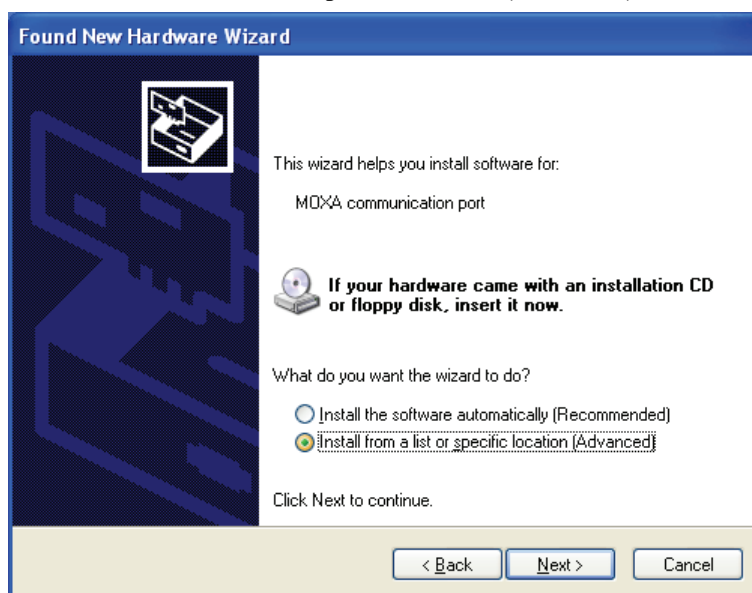 Found New Hardware Wizard
This wizard helps you install software for:
MOXA communication port
If your hardware came with an installation CD
or floppy disk, insert it now.
What do you want the wizard to do?
Install the software automatically (Recommended)
Install from a list or specific location (Advanced)
Click Next to continue.
< Back
Next >
Cancel